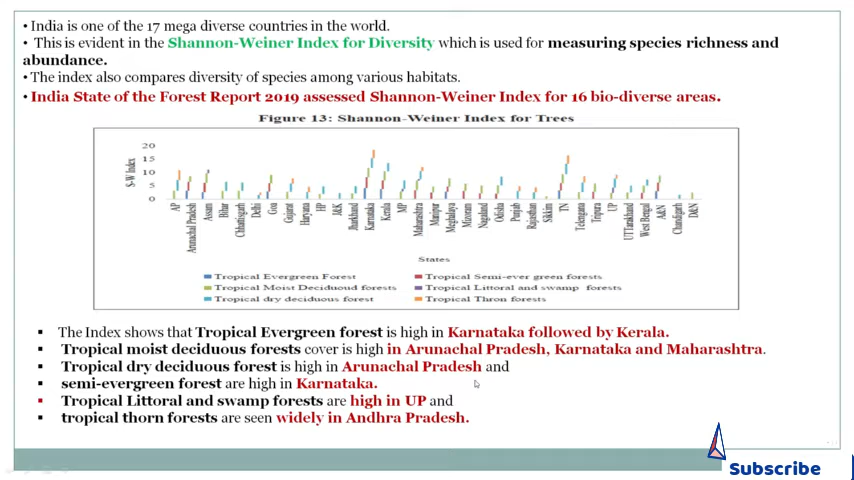 • India is one of the 17 mega diverse countries in the world.
• This is evident in the Shannon-Weiner Index for Diversity which is used for measuring species richness and
abundance.
• The index also compares diversity of species among various habitats.
• India State of the Forest Report 2019 assessed Shannon-Weiner Index for 16 bio-diverse areas.
Figure 13: Shannon-Weiner Index for Trees
S-W Index
20
15
10
5
0
AP
Arunachal Pradesh
Assam
Bihar
Chhattisgarh
Delhi
Goa
Gujarat
Haryana
HP
J&K
Jharkhand
Karnataka
Kerala
MP
Maharashtra
Manipur
Meghalya
Mizoram
Nagaland
Odisha
Punjab
Rajasthan
Sikkim
TN
Telengana
Tripura
UP
UTTarakhand
West Bengal
A&N
Chandigarh
D&N
States
Tropical Evergreen Forest
Tropical Semi-ever green forests
Tropical Moist Deciduoud forests
Tropical Littoral and swamp forests
Tropical dry deciduous forest
Tropical Thron forests
▪ The Index shows that Tropical Evergreen forest is high in Karnataka followed by Kerala.
▪ Tropical moist deciduous forests cover is high in Arunachal Pradesh, Karnataka and Maharashtra.
▪ Tropical dry deciduous forest is high in Arunachal Pradesh and
▪ semi-evergreen forest are high in Karnataka.
▪ Tropical Littoral and swamp forests are high in UP and
▪ tropical thorn forests are seen widely in Andhra Pradesh.
Subscribe